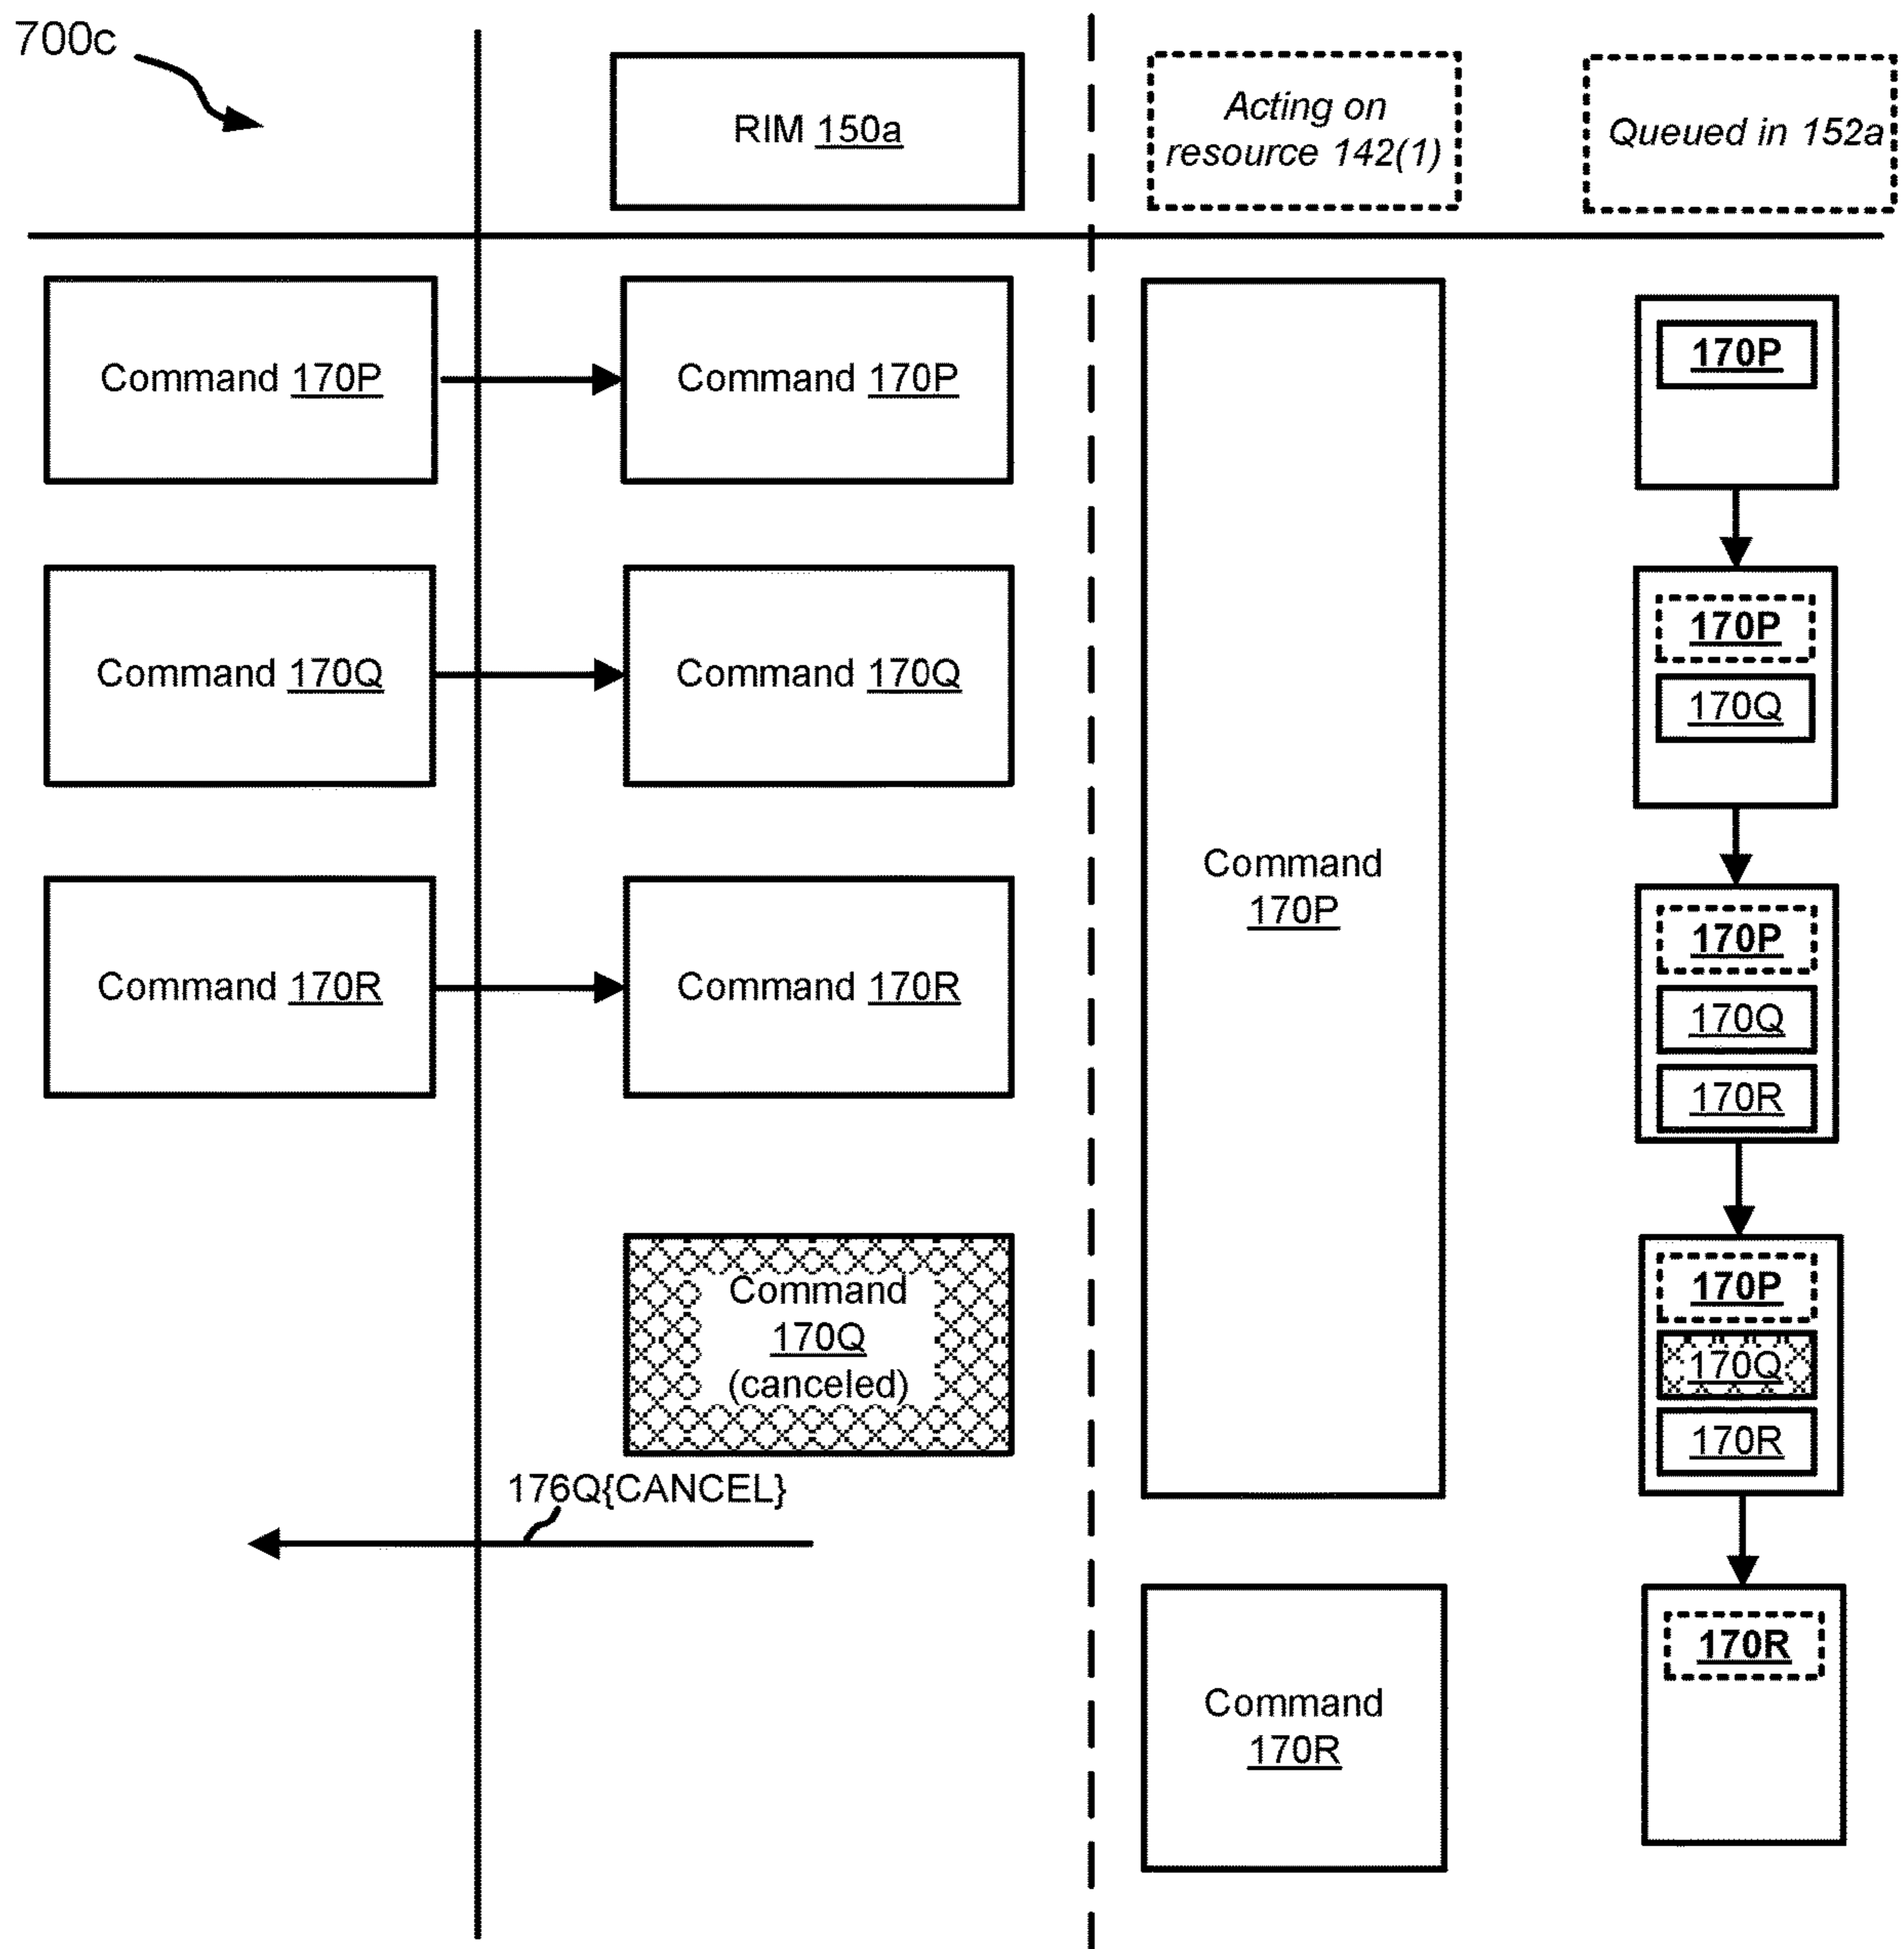 700c
RIM 150a
Acting on
resource 142(1)
Queued in 152a
Command 170P
Command 170P
170P
Command 170Q
Command 170Q
170P
170Q
Command
170P
Command 170R
Command 170R
170P
170Q
170R
Command
170Q
(canceled)
170P
170Q
170R
176Q{CANCEL}
Command
170R
170R